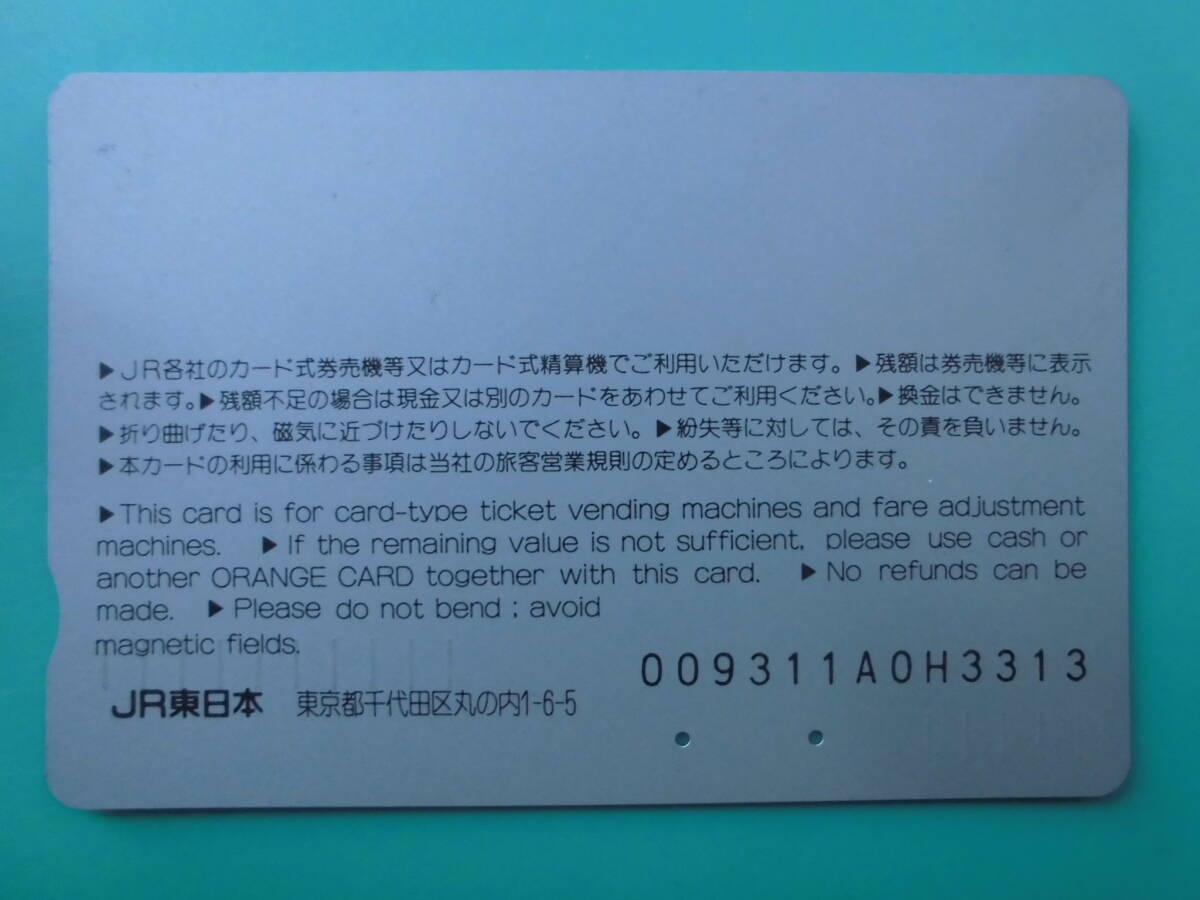 ▶JR各社のカード式券売機等又はカード式精算機でご利用いただけます。▶残額は券売機等に表示
されます。▶残額不足の場合は現金又は別のカードをあわせてご利用ください。▶換金はできません。
▶折り曲げたり、磁気に近づけたりしないでください。▶紛失等に対しては、その責を負いません。
▶本カードの利用に係わる事項は当社の旅客営業規則の定めるところによります。
▶This card is for card-type ticket vending machines and fare adjustment
machines. ▶If the remaining value is not sufficient, please use cash or
another ORANGE CARD together with this card. ▶No refunds can be
made. ▶Please do not bend; avoid
magnetic fields.
009311A0H3313
JR東日本 東京都千代田区丸の内1-6-5